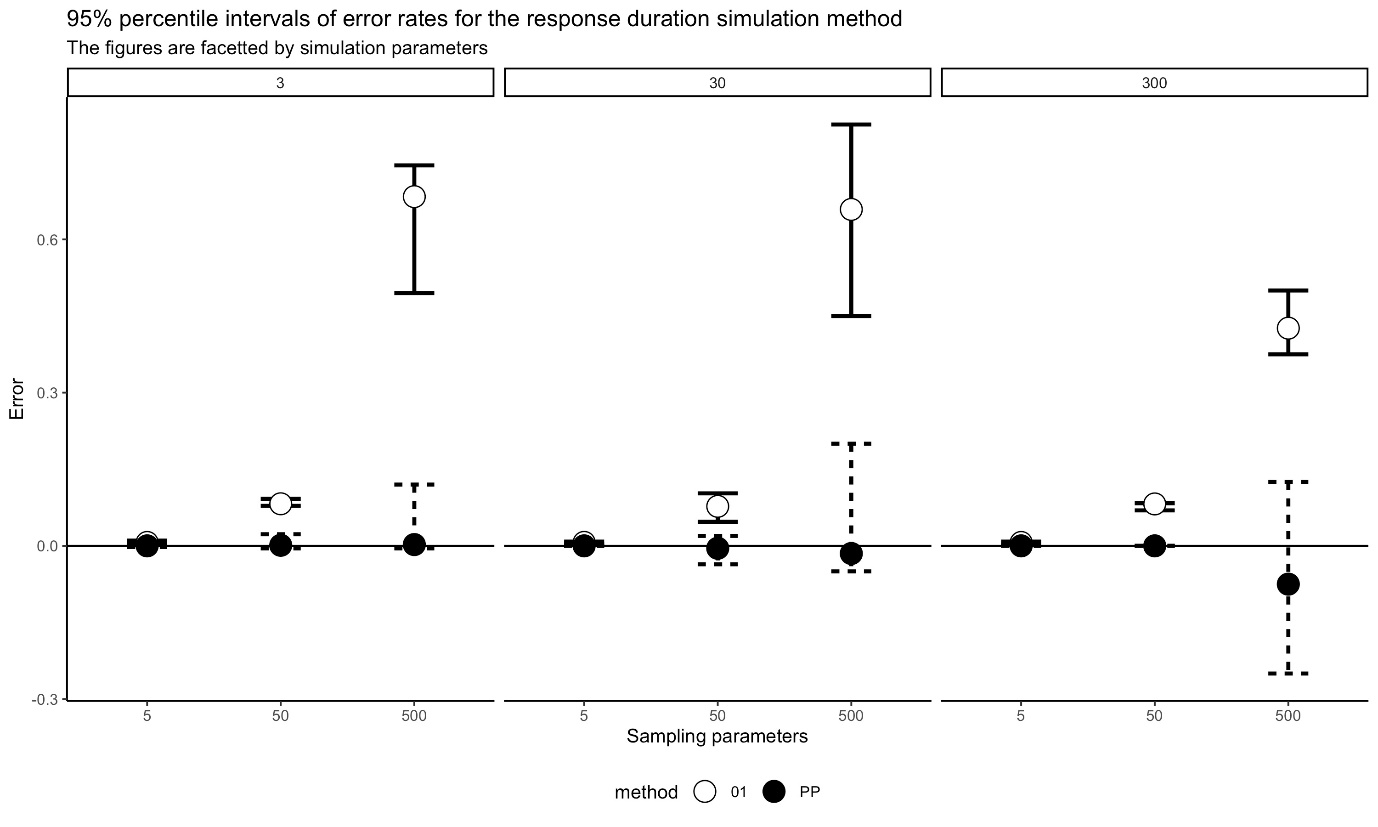 95% percentile intervals of error rates for the response duration simulation method
The figures are facetted by simulation parameters
3 30 300
Error
0.6
0.3
0.0
-0.3
5 50 500 5 50 500 5 50 500
Sampling parameters
method 01 PP